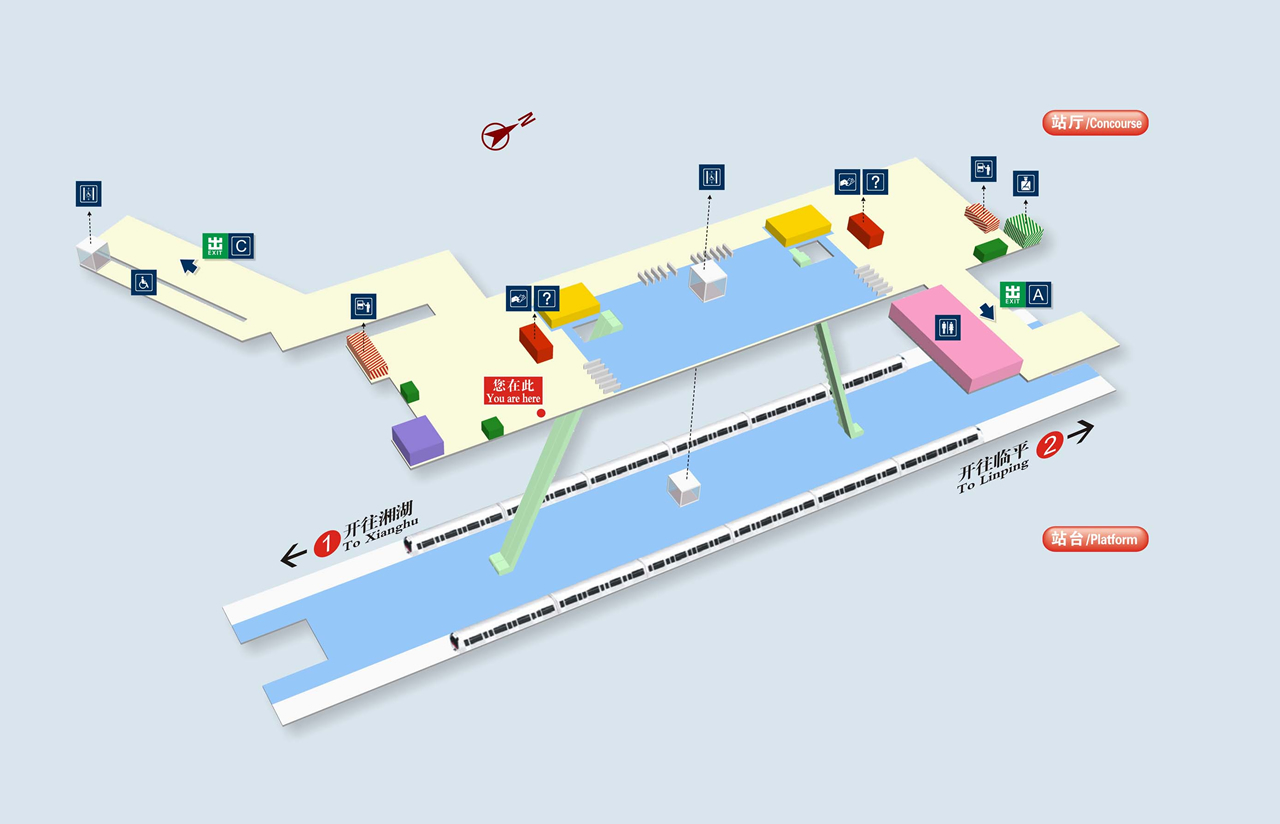 N
站厅/Concourse
出
EXIT
C
?
?
出
EXIT
A
您在此
You are here
开往临平
To Linping
2
1
开往湘湖
To Xianghu
站台/Platform